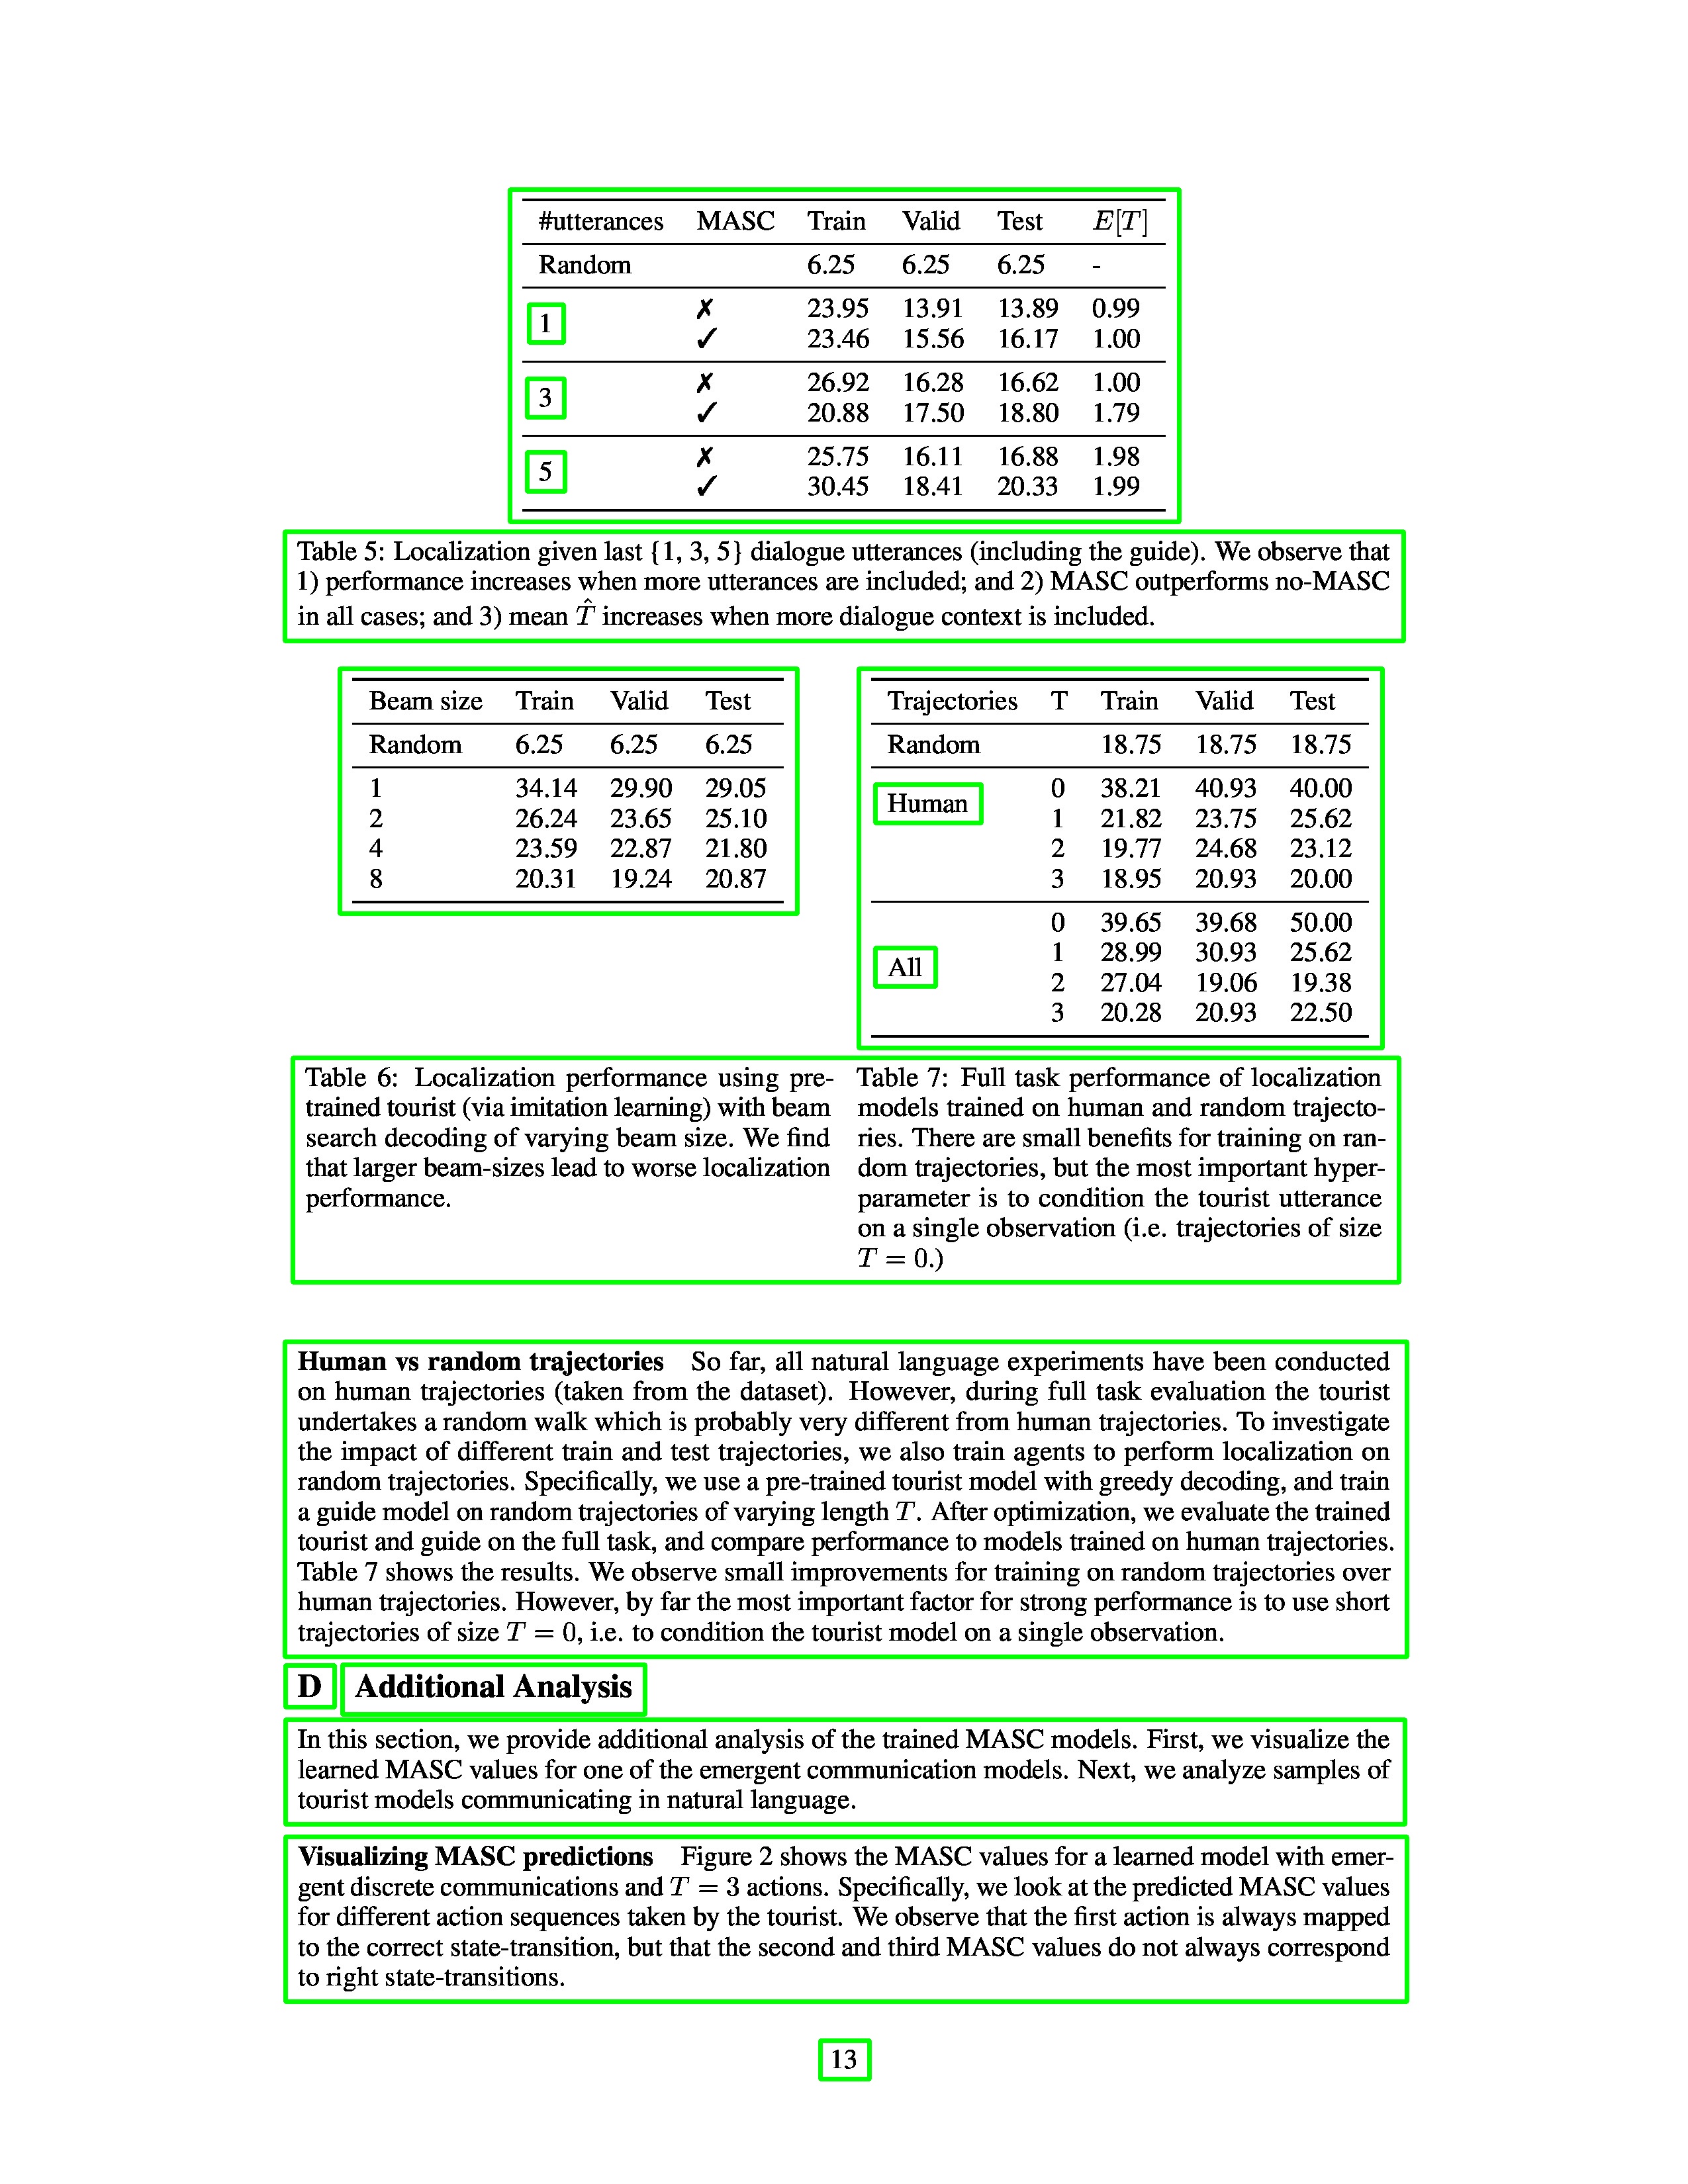 #utterances MASC Train Valid Test E[T]
Random 6.25 6.25 6.25 -
1 ✗ 23.95 13.91 13.89 0.99
✓ 23.46 15.56 16.17 1.00
3 ✗ 26.92 16.28 16.62 1.00
✓ 20.88 17.50 18.80 1.79
5 ✗ 25.75 16.11 16.88 1.98
✓ 30.45 18.41 20.33 1.99
Table 5: Localization given last {1, 3, 5} dialogue utterances (including the guide). We observe that
1) performance increases when more utterances are included; and 2) MASC outperforms no-MASC
in all cases; and 3) mean T̂ increases when more dialogue context is included.
Beam size Train Valid Test
Random 6.25 6.25 6.25
1 34.14 29.90 29.05
2 26.24 23.65 25.10
4 23.59 22.87 21.80
8 20.31 19.24 20.87
Trajectories T Train Valid Test
Random 18.75 18.75 18.75
Human 0 38.21 40.93 40.00
1 21.82 23.75 25.62
2 19.77 24.68 23.12
3 18.95 20.93 20.00
All 0 39.65 39.68 50.00
1 28.99 30.93 25.62
2 27.04 19.06 19.38
3 20.28 20.93 22.50
Table 6: Localization performance using pre-
trained tourist (via imitation learning) with beam
search decoding of varying beam size. We find
that larger beam-sizes lead to worse localization
performance.
Table 7: Full task performance of localization
models trained on human and random trajecto-
ries. There are small benefits for training on ran-
dom trajectories, but the most important hyper-
parameter is to condition the tourist utterance
on a single observation (i.e. trajectories of size
T = 0.)
Human vs random trajectories So far, all natural language experiments have been conducted
on human trajectories (taken from the dataset). However, during full task evaluation the tourist
undertakes a random walk which is probably very different from human trajectories. To investigate
the impact of different train and test trajectories, we also train agents to perform localization on
random trajectories. Specifically, we use a pre-trained tourist model with greedy decoding, and train
a guide model on random trajectories of varying length T. After optimization, we evaluate the trained
tourist and guide on the full task, and compare performance to models trained on human trajectories.
Table 7 shows the results. We observe small improvements for training on random trajectories over
human trajectories. However, by far the most important factor for strong performance is to use short
trajectories of size T = 0, i.e. to condition the tourist model on a single observation.
D Additional Analysis
In this section, we provide additional analysis of the trained MASC models. First, we visualize the
learned MASC values for one of the emergent communication models. Next, we analyze samples of
tourist models communicating in natural language.
Visualizing MASC predictions Figure 2 shows the MASC values for a learned model with emer-
gent discrete communications and T = 3 actions. Specifically, we look at the predicted MASC values
for different action sequences taken by the tourist. We observe that the first action is always mapped
to the correct state-transition, but that the second and third MASC values do not always correspond
to right state-transitions.
13